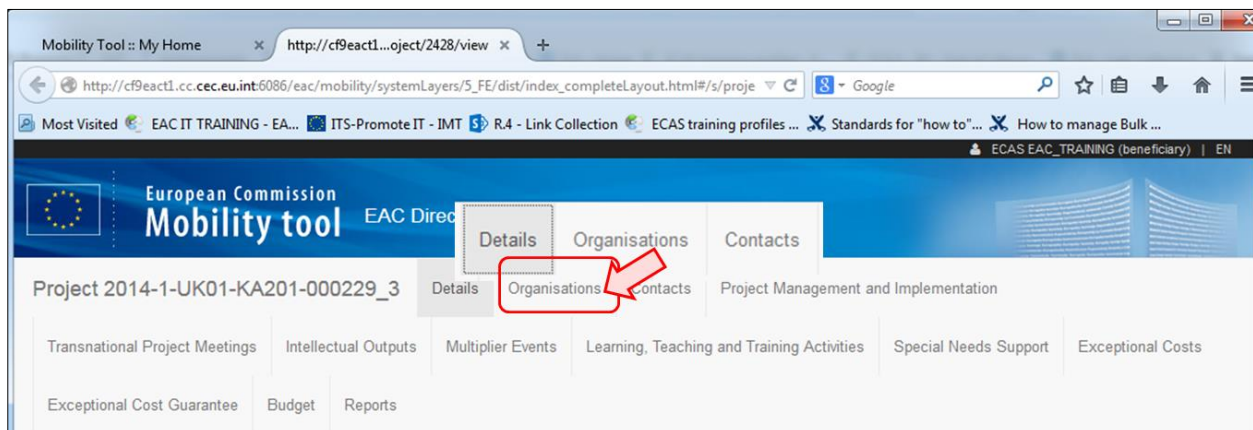 Mobility Tool :: My Home × http://cf9eact1...oject/2428/view × +
http://cf9eact1.cc.cec.eu.int:6086/eac/mobility/systemLayers/5_FE/dist/index_completeLayout.html#/s/proje 8 Google
Most Visited EAC IT TRAINING - EA... ITS-Promote IT - IMT R.4 - Link Collection ECAS training profiles ... Standards for "how to"... How to manage Bulk ...
ECAS EAC_TRAINING (beneficiary) | EN
European Commission
Mobility tool EAC Direc
Details Organisations Contacts
Project 2014-1-UK01-KA201-000229_3 Details Organisations Contacts Project Management and Implementation
Transnational Project Meetings Intellectual Outputs Multiplier Events Learning, Teaching and Training Activities Special Needs Support Exceptional Costs
Exceptional Cost Guarantee Budget Reports